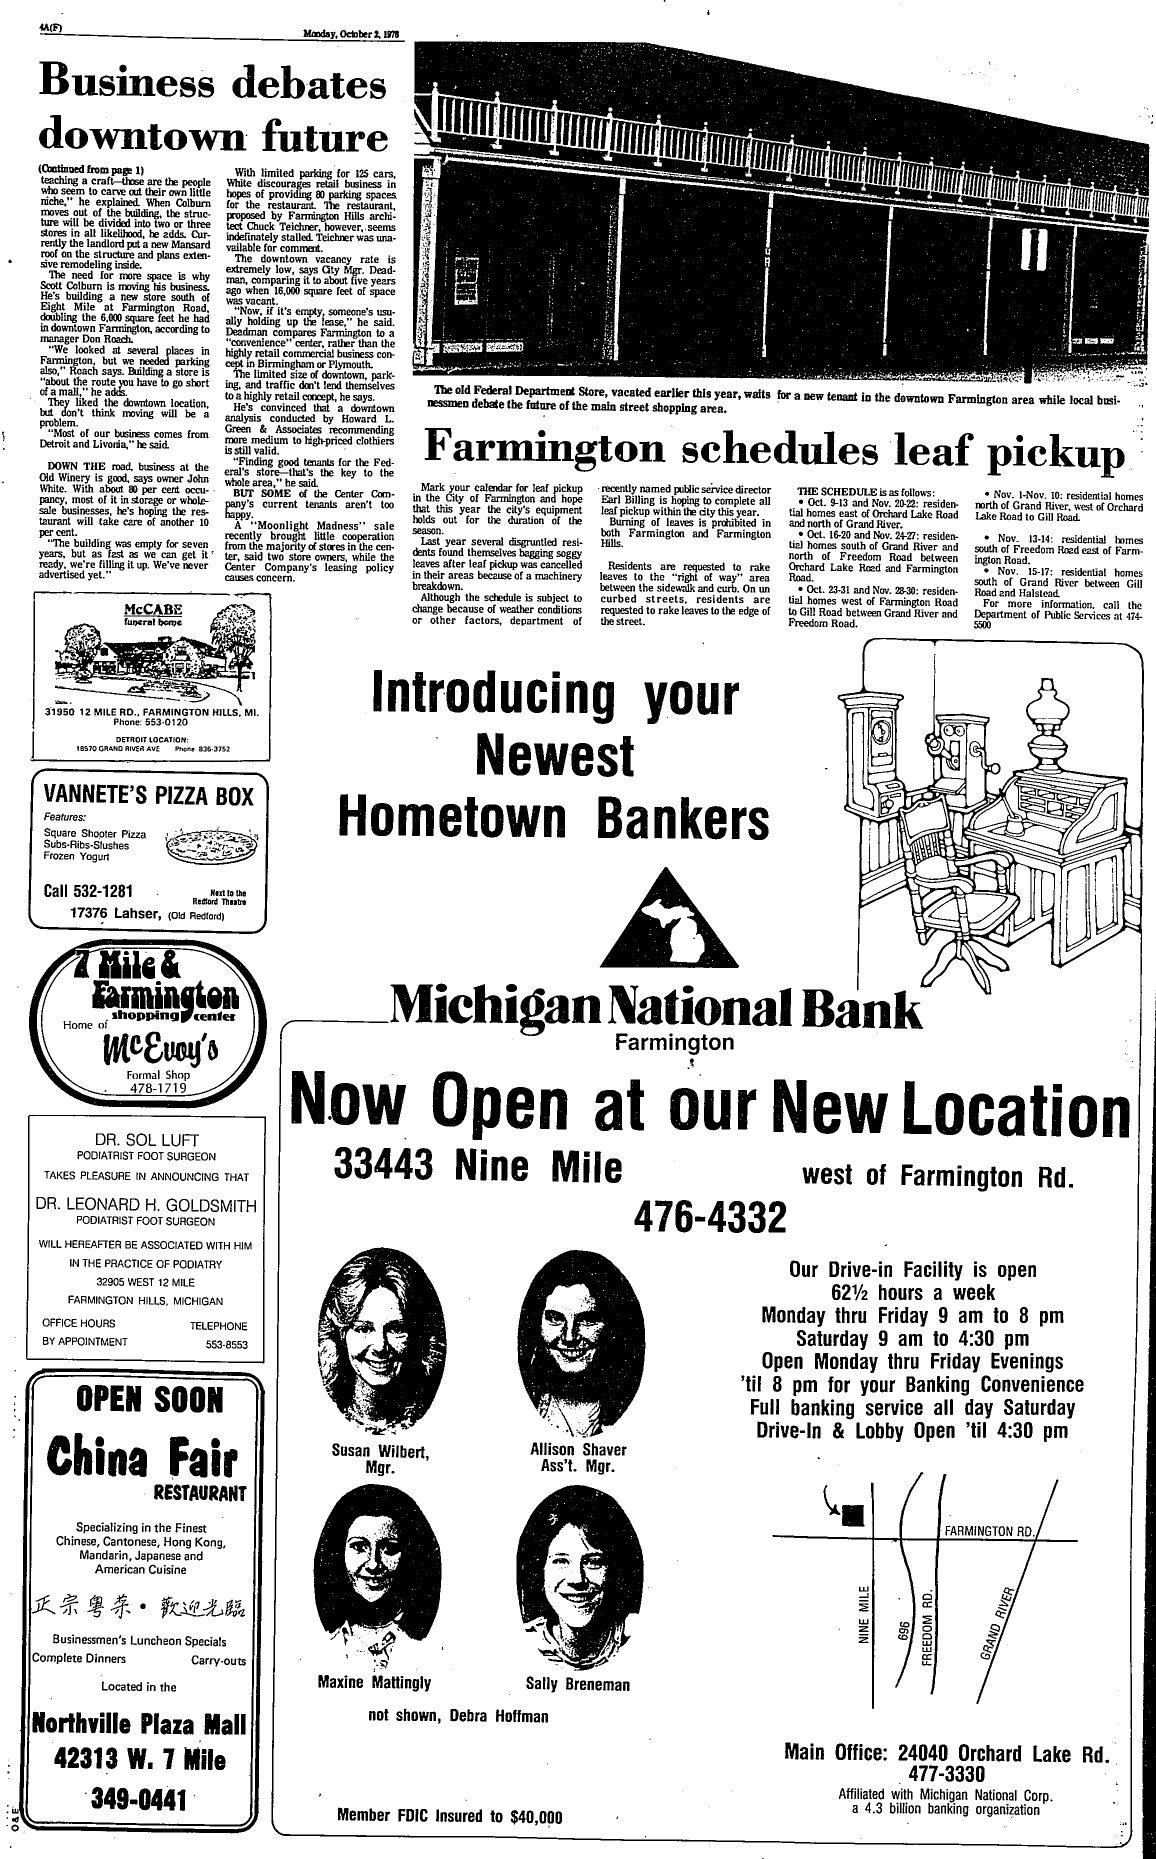 4A(F)
Monday, October 2, 1978
Business debates
downtown future
(Continued from page 1)
teaching a craft—those are the people
who seem to carve out their own little
niche," he explained. When Colburn
moves out of the building, the struc-
ture will be divided into two or three
stores in all likelihood, he adds. Cur-
rently the landlord put a new Mansard
roof on the structure and plans exten-
sive remodeling inside.
The need for more space is why
Scott Colburn is moving his business.
He's building a new store south of
Eight Mile at Farmington Road,
doubling the 6,000 square feet he had
in downtown Farmington, according to
manager Don Roach.
"We looked at several places in
Farmington, but we needed parking
also," Roach says. Building a store is
"about the route you have to go short
of a mall," he adds.
They liked the downtown location,
but don't think moving will be a
problem.
"Most of our business comes from
Detroit and Livonia," he said.
DOWN THE road, business at the
Old Winery is good, says owner John
White. With about 80 per cent occu-
pancy, most of it in storage or whole-
sale businesses, he's hoping the res-
taurant will take care of another 10
per cent.
"The building was empty for seven
years, but as fast as we can get it
ready, we're filling it up. We've never
advertised yet."
With limited parking for 125 cars,
White discourages retail business in
hopes of providing 80 parking spaces
for the restaurant. The restaurant,
proposed by Farmington Hills archi-
tect Chuck Teichner, however, seems
indefinately stalled. Teichner was una-
vailable for comment.
The downtown vacancy rate is
extremely low, says City Mgr. Dead-
man, comparing it to about five years
ago when 16,000 square feet of space
was vacant.
"Now, if it's empty, someone's usu-
ally holding up the lease," he said.
Deadman compares Farmington to a
"convenience" center, rather than the
highly retail commercial business con-
cept in Birmingham or Plymouth.
The limited size of downtown, park-
ing, and traffic don't lend themselves
to a highly retail concept, he says.
He's convinced that a downtown
analysis conducted by Howard L.
Green & Associates recommending
more medium to high-priced clothiers
is still valid.
"Finding good tenants for the Fed-
eral's store—that's the key to the
whole area," he said.
BUT SOME of the Center Com-
pany's current tenants aren't too
happy.
A "Moonlight Madness" sale
recently brought little cooperation
from the majority of stores in the cen-
ter, said two store owners, while the
Center Company's leasing policy
causes concern.
The old Federal Department Store, vacated earlier this year, waits for a new tenant in the downtown Farmington area while local busi-
nessmen debate the future of the main street shopping area.
Farmington schedules leaf pickup
Mark your calendar for leaf pickup
in the City of Farmington and hope
that this year the city's equipment
holds out for the duration of the
season.
Last year several disgruntled resi-
dents found themselves bagging soggy
leaves after leaf pickup was cancelled
in their areas because of a machinery
breakdown.
Although the schedule is subject to
change because of weather conditions
or other factors, department of
recently named public service director
Earl Billing is hoping to complete all
leaf pickup within the city this year.
Burning of leaves is prohibited in
both Farmington and Farmington
Hills.
Residents are requested to rake
leaves to the "right of way" area
between the sidewalk and curb. On un
curbed streets, residents are
requested to rake leaves to the edge of
the street.
THE SCHEDULE is as follows:
• Oct. 9-13 and Nov. 20-22: residen-
tial homes east of Orchard Lake Road
and north of Grand River.
• Oct. 16-20 and Nov. 24-27: residen-
tial homes south of Grand River and
north of Freedom Road between
Orchard Lake Road and Farmington
Road.
• Oct. 23-31 and Nov. 28-30: residen-
tial homes west of Farmington Road
to Gill Road between Grand River and
Freedom Road.
• Nov. 1-Nov. 10: residential homes
north of Grand River, west of Orchard
Lake Road to Gill Road.
• Nov. 13-14: residential homes
south of Freedom Road east of Farm-
ington Road.
• Nov. 15-17: residential homes
south of Grand River between Gill
Road and Halstead.
For more information, call the
Department of Public Services at 474-
5500
McCABE
funeral home
31950 12 MILE RD., FARMINGTON HILLS, MI.
Phone: 553-0120
DETROIT LOCATION:
18570 GRAND RIVER AVE Phone 836-3752
VANNETE'S PIZZA BOX
Features:
Square Shooter Pizza
Subs-Ribs-Slushes
Frozen Yogurt
Call 532-1281
Next to the
Redford Theatre
17376 Lahser, (Old Redford)
7 Mile &
Farmington
shopping center
Home of
McEvoy's
Formal Shop
478-1719
DR. SOL LUFT
PODIATRIST FOOT SURGEON
TAKES PLEASURE IN ANNOUNCING THAT
DR. LEONARD H. GOLDSMITH
PODIATRIST FOOT SURGEON
WILL HEREAFTER BE ASSOCIATED WITH HIM
IN THE PRACTICE OF PODIATRY
32905 WEST 12 MILE
FARMINGTON HILLS, MICHIGAN
OFFICE HOURS TELEPHONE
BY APPOINTMENT 553-8553
OPEN SOON
China Fair
RESTAURANT
Specializing in the Finest
Chinese, Cantonese, Hong Kong,
Mandarin, Japanese and
American Cuisine
正宗粤菜・歡迎光臨
Businessmen's Luncheon Specials
Complete Dinners Carry-outs
Located in the
Northville Plaza Mall
42313 W. 7 Mile
349-0441
O&E
Introducing your
Newest
Hometown Bankers
Michigan National Bank
Farmington
Now Open at our New Location
33443 Nine Mile west of Farmington Rd.
476-4332
Susan Wilbert,
Mgr.
Allison Shaver
Ass't. Mgr.
Maxine Mattingly
Sally Breneman
not shown, Debra Hoffman
Our Drive-in Facility is open
62½ hours a week
Monday thru Friday 9 am to 8 pm
Saturday 9 am to 4:30 pm
Open Monday thru Friday Evenings
'til 8 pm for your Banking Convenience
Full banking service all day Saturday
Drive-In & Lobby Open 'til 4:30 pm
FARMINGTON RD.
NINE MILE
696
FREEDOM RD.
GRAND RIVER
Main Office: 24040 Orchard Lake Rd.
477-3330
Affiliated with Michigan National Corp.
a 4.3 billion banking organization
Member FDIC Insured to $40,000